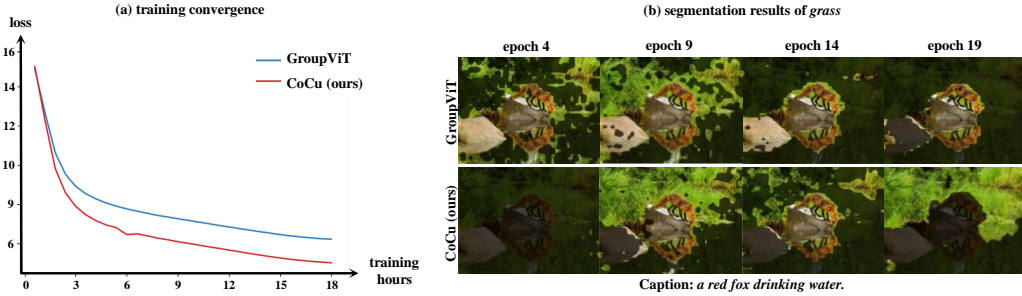 (a) training convergence
loss
16
14
12
10
9
6
0 3 6 9 12 15 18
training
hours
GroupViT
CoCu (ours)
(b) segmentation results of grass
epoch 4 epoch 9 epoch 14 epoch 19
GroupViT
CoCu (ours)
Caption: a red fox drinking water.